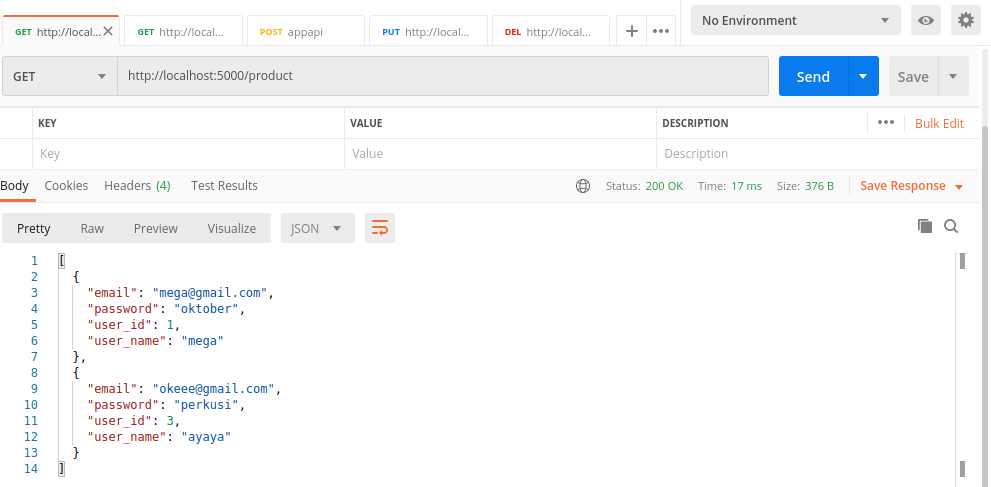 GET http://local... GET http://local... POST appapi PUT http://local... DEL http://local... No Environment
GET http://localhost:5000/product Send Save
KEY VALUE DESCRIPTION Bulk Edit
Key Value Description
Body Cookies Headers (4) Test Results Status: 200 OK Time: 17 ms Size: 376 B Save Response
Pretty Raw Preview Visualize JSON
1 [
2 {
3 "email": "mega@gmail.com",
4 "password": "oktober",
5 "user_id": 1,
6 "user_name": "mega"
7 },
8 {
9 "email": "okeee@gmail.com",
10 "password": "perkusi",
11 "user_id": 3,
12 "user_name": "ayaya"
13 }
14 ]